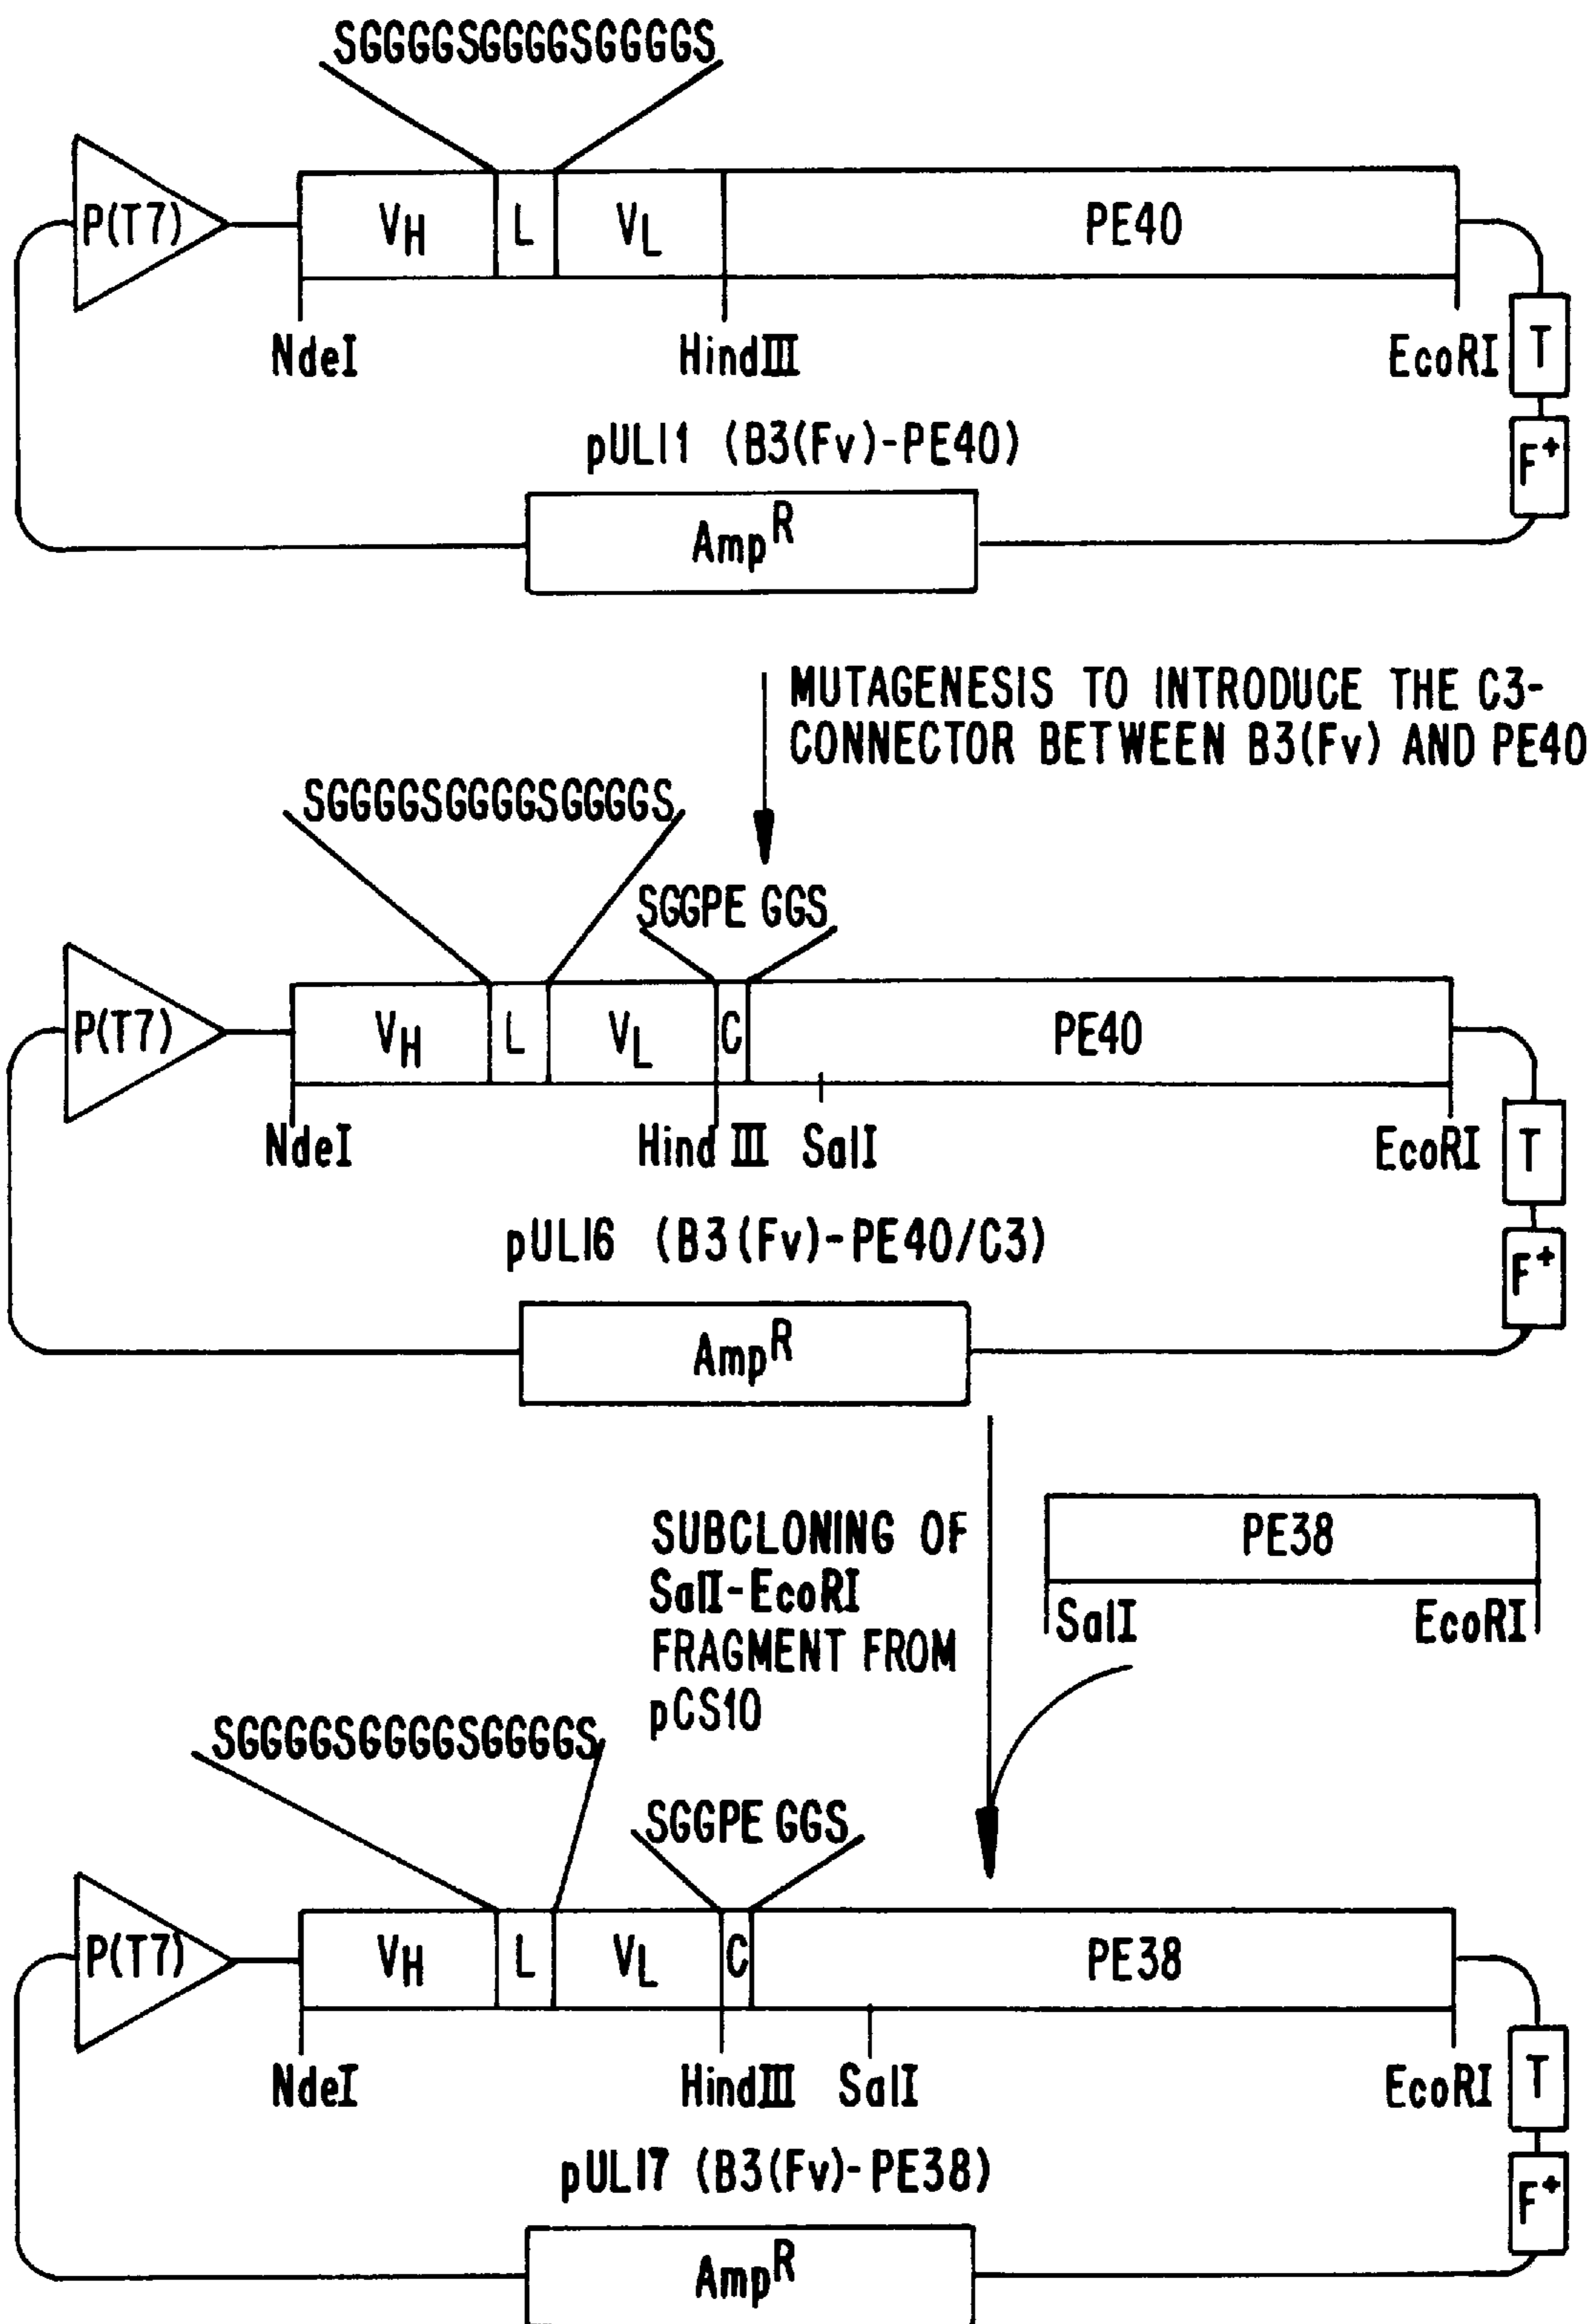 SGGGGSGGGGSGGGGS
P(T7) VH L VL PE40
NdeI HindIII EcoRI T
F+
pULI1 (B3(Fv)-PE40)
AmpR
MUTAGENESIS TO INTRODUCE THE C3-
CONNECTOR BETWEEN B3(Fv) AND PE40
SGGGGSGGGGSGGGGS
SGGPE GGS
P(T7) VH L VL C PE40
NdeI Hind III SalI EcoRI T
pULI6 (B3(Fv)-PE40/C3)
F+
AmpR
SUBCLONING OF
SalI-EcoRI
FRAGMENT FROM
pCS10
PE38
SalI EcoRI
SGGGGSGGGGSGGGGS
SGGPE GGS
P(T7) VH L VL C PE38
NdeI HindIII SalI EcoRI T
pULI7 (B3(Fv)-PE38)
F+
AmpR